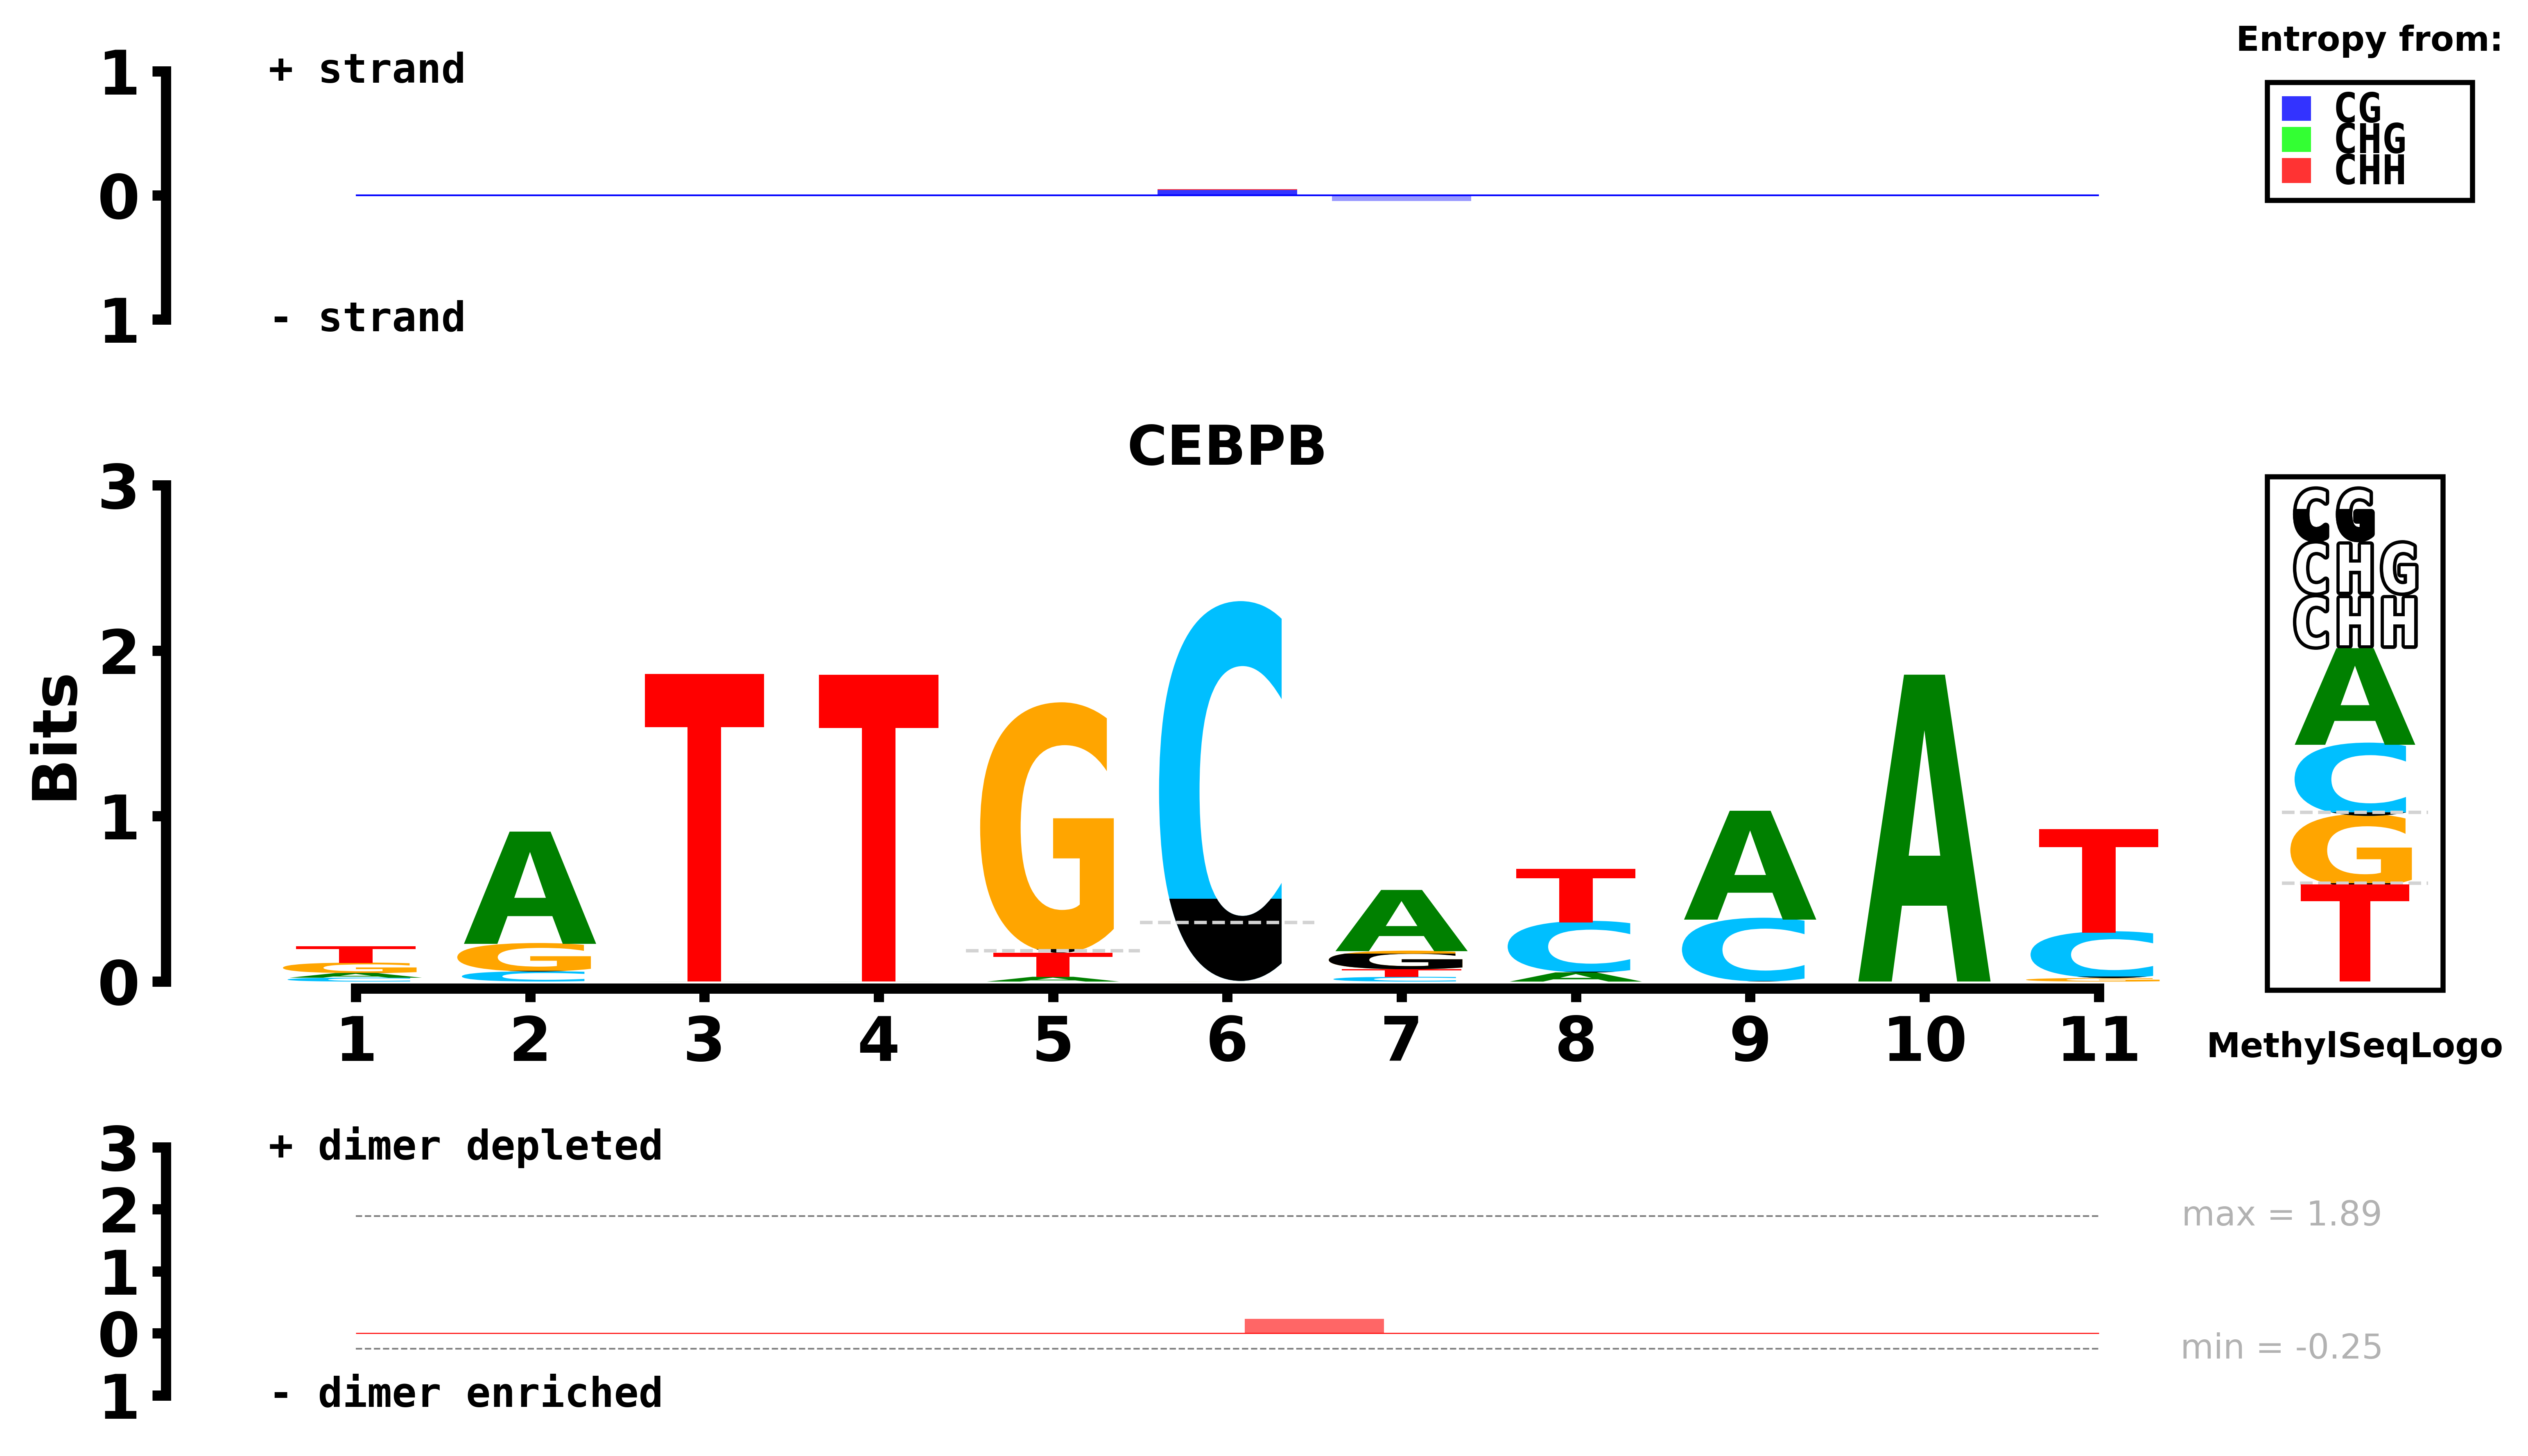 Entropy from:
1
0
1
+ strand
- strand
CG
CHG
CHH
CEBPB
Bits
3
2
1
0
T G A C
A G C
T
T
G T A
C
A G T C
T C A
A C
A
T C G
1 2 3 4 5 6 7 8 9 10 11
CG
CHG
CHH
A
C
G
T
MethylSeqLogo
3
2
1
0
1
+ dimer depleted
- dimer enriched
max = 1.89
min = -0.25